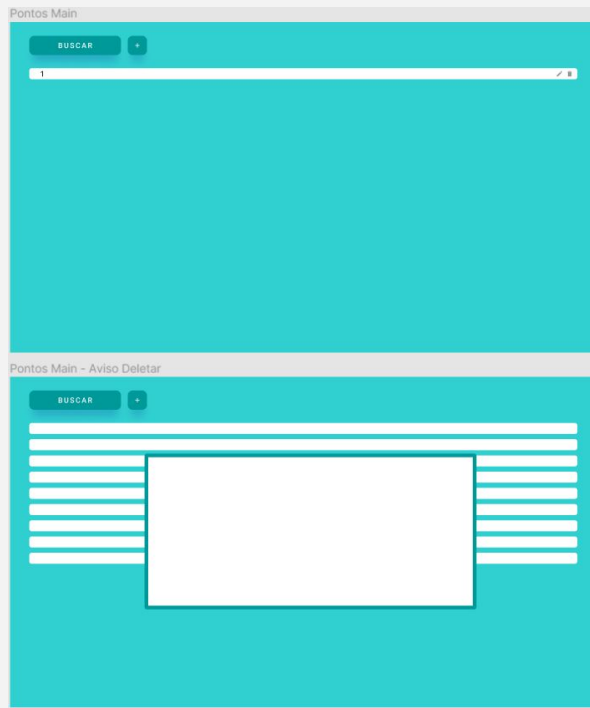 Pontos Main
BUSCAR +
1
Pontos Main - Aviso Deletar
BUSCAR +